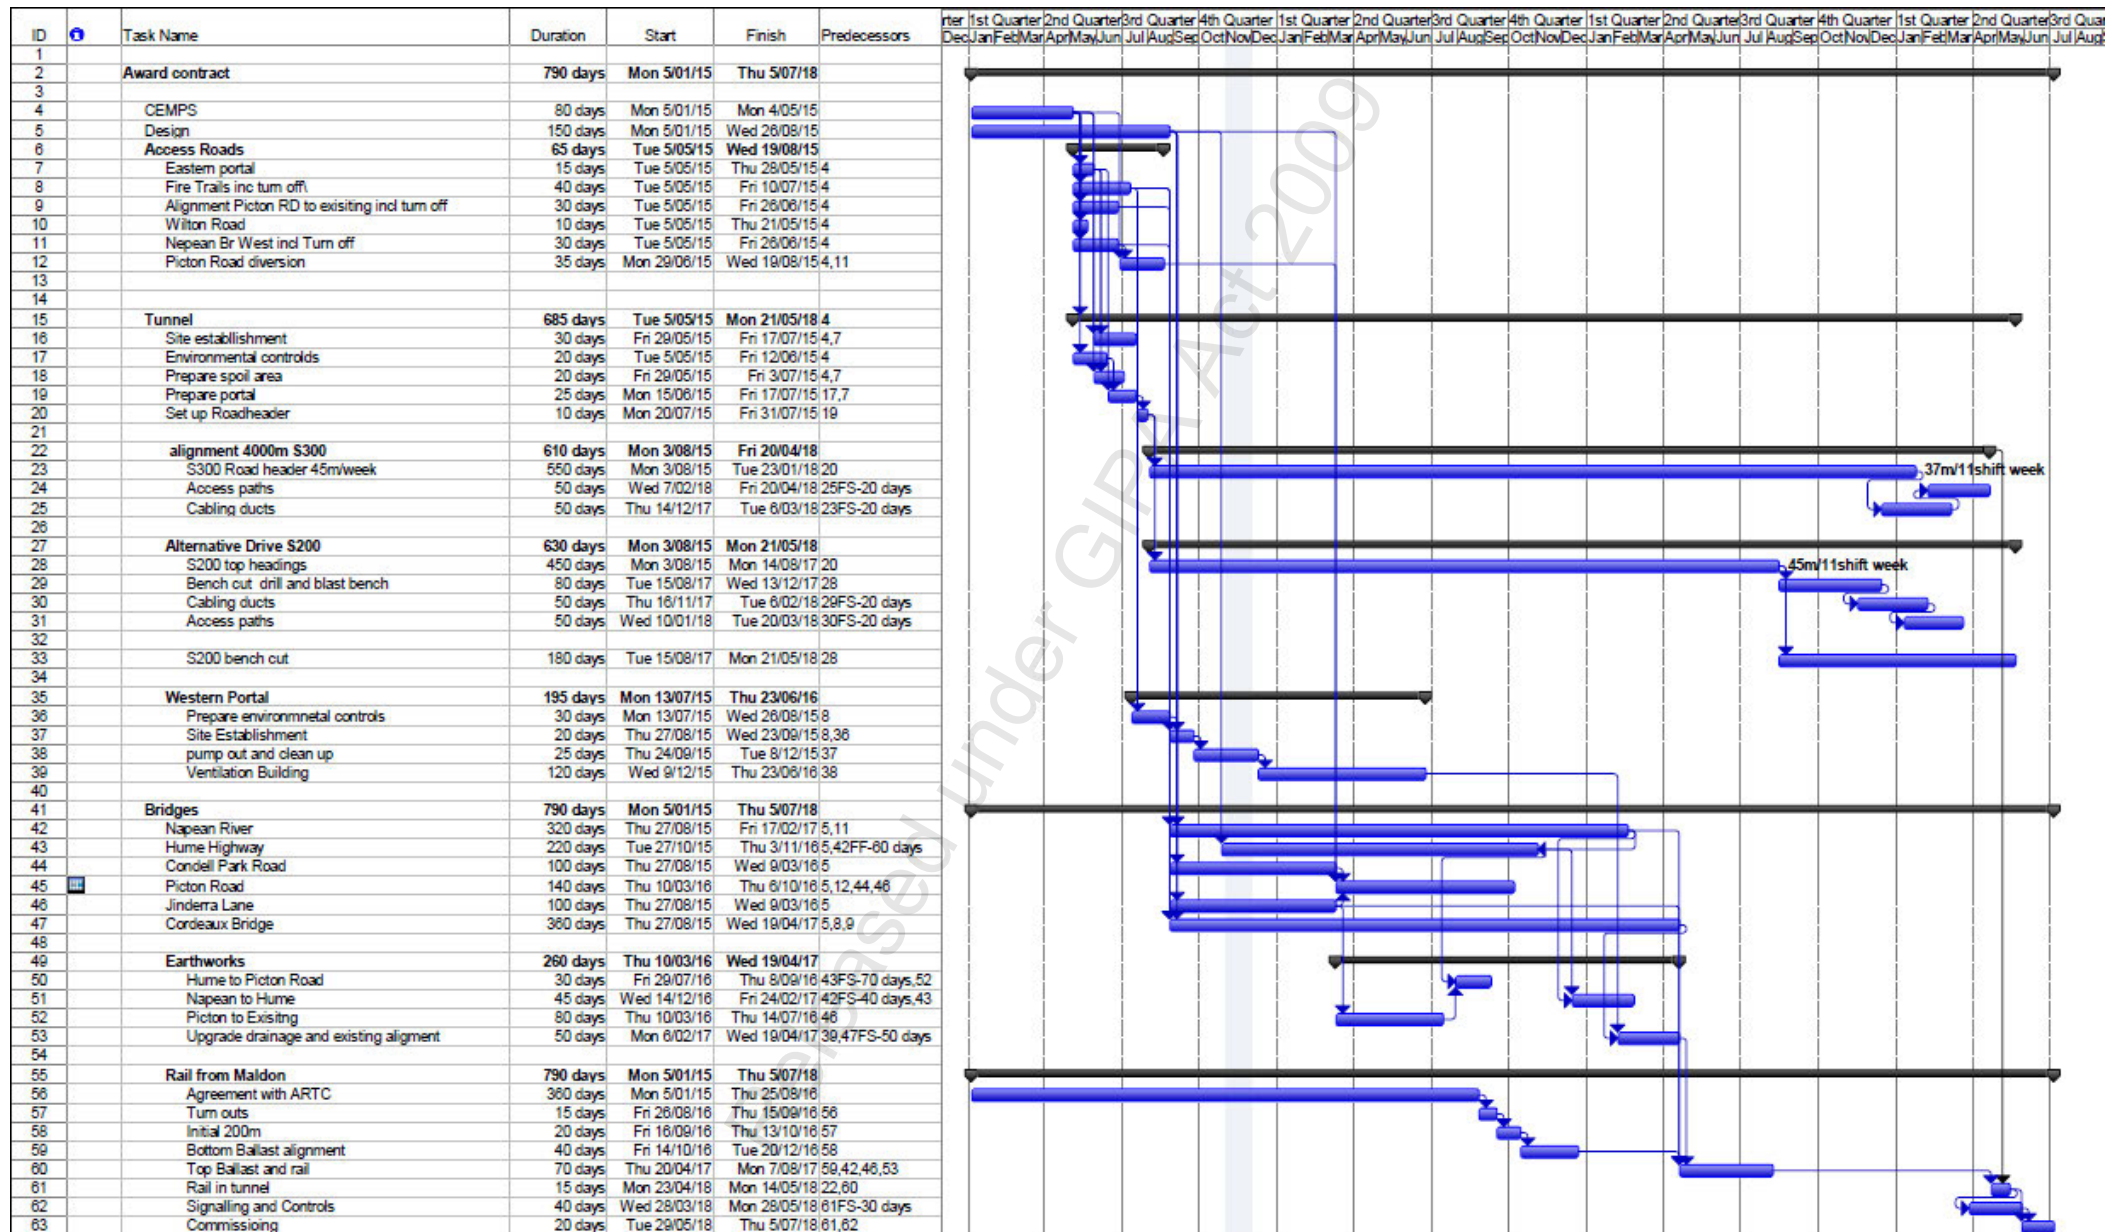 rter 1st Quarter 2nd Quarter 3rd Quarter 4th Quarter 1st Quarter 2nd Quarter 3rd Quarter 4th Quarter 1st Quarter 2nd Quarter 3rd Quarter 4th Quarter 1st Quarter 2nd Quarter 3rd Quar
ID Task Name Duration Start Finish Predecessors Dec Jan Feb Mar Apr May Jun Jul Aug Sep Oct Nov Dec Jan Feb Mar Apr May Jun Jul Aug Sep Oct Nov Dec Jan Feb Mar Apr May Jun Jul Aug Sep Oct Nov Dec Jan Feb Mar Apr May Jun Jul Aug
1
2 Award contract 790 days Mon 5/01/15 Thu 5/07/18
3
4 CEMPS 80 days Mon 5/01/15 Mon 4/05/15
5 Design 150 days Mon 5/01/15 Wed 26/08/15
6 Access Roads 65 days Tue 5/05/15 Wed 19/08/15
7 Eastern portal 15 days Tue 5/05/15 Thu 28/05/15 4
8 Fire Trails inc turn off\ 40 days Tue 5/05/15 Fri 10/07/15 4
9 Alignment Picton RD to exisiting incl turn off 30 days Tue 5/05/15 Fri 26/06/15 4
10 Wilton Road 10 days Tue 5/05/15 Thu 21/05/15 4
11 Nepean Br West incl Turn off 30 days Tue 5/05/15 Fri 26/06/15 4
12 Picton Road diversion 35 days Mon 29/06/15 Wed 19/08/15 4,11
13
14
15 Tunnel 685 days Tue 5/05/15 Mon 21/05/18 4
16 Site establlishment 30 days Fri 29/05/15 Fri 17/07/15 4,7
17 Environmental controlds 20 days Tue 5/05/15 Fri 12/06/15 4
18 Prepare spoil area 20 days Fri 29/05/15 Fri 3/07/15 4,7
19 Prepare portal 25 days Mon 15/06/15 Fri 17/07/15 17,7
20 Set up Roadheader 10 days Mon 20/07/15 Fri 31/07/15 19
21
22 alignment 4000m S300 610 days Mon 3/08/15 Fri 20/04/18
23 S300 Road header 45m/week 550 days Mon 3/08/15 Tue 23/01/18 20 37m/11shift week
24 Access paths 50 days Wed 7/02/18 Fri 20/04/18 25FS-20 days
25 Cabling ducts 50 days Thu 14/12/17 Tue 6/03/18 23FS-20 days
26
27 Alternative Drive S200 630 days Mon 3/08/15 Mon 21/05/18
28 S200 top headings 450 days Mon 3/08/15 Mon 14/08/17 20 45m/11shift week
29 Bench cut drill and blast bench 80 days Tue 15/08/17 Wed 13/12/17 28
30 Cabling ducts 50 days Thu 16/11/17 Tue 6/02/18 29FS-20 days
31 Access paths 50 days Wed 10/01/18 Tue 20/03/18 30FS-20 days
32
33 S200 bench cut 180 days Tue 15/08/17 Mon 21/05/18 28
34
35 Western Portal 195 days Mon 13/07/15 Thu 23/06/16
36 Prepare environmnetal controls 30 days Mon 13/07/15 Wed 26/08/15 8
37 Site Establishment 20 days Thu 27/08/15 Wed 23/09/15 8,36
38 pump out and clean up 25 days Thu 24/09/15 Tue 8/12/15 37
39 Ventilation Building 120 days Wed 9/12/15 Thu 23/06/16 38
40
41 Bridges 790 days Mon 5/01/15 Thu 5/07/18
42 Napean River 320 days Thu 27/08/15 Fri 17/02/17 5,11
43 Hume Highway 220 days Tue 27/10/15 Thu 3/11/16 5,42FF-60 days
44 Condell Park Road 100 days Thu 27/08/15 Wed 9/03/16 5
45 Picton Road 140 days Thu 10/03/16 Thu 6/10/16 5,12,44,46
46 Jinderra Lane 100 days Thu 27/08/15 Wed 9/03/16 5
47 Cordeaux Bridge 360 days Thu 27/08/15 Wed 19/04/17 5,8,9
48
49 Earthworks 260 days Thu 10/03/16 Wed 19/04/17
50 Hume to Picton Road 30 days Fri 29/07/16 Thu 8/09/16 43FS-70 days,52
51 Napean to Hume 45 days Wed 14/12/16 Fri 24/02/17 42FS-40 days,43
52 Picton to Exisitng 80 days Thu 10/03/16 Thu 14/07/16 46
53 Upgrade drainage and existing aligment 50 days Mon 6/02/17 Wed 19/04/17 39,47FS-50 days
54
55 Rail from Maldon 790 days Mon 5/01/15 Thu 5/07/18
56 Agreement with ARTC 360 days Mon 5/01/15 Thu 25/08/16
57 Turn outs 15 days Fri 26/08/16 Thu 15/09/16 56
58 Initial 200m 20 days Fri 16/09/16 Thu 13/10/16 57
59 Bottom Ballast alignment 40 days Fri 14/10/16 Tue 20/12/16 58
60 Top Ballast and rail 70 days Thu 20/04/17 Mon 7/08/17 59,42,46,53
61 Rail in tunnel 15 days Mon 23/04/18 Mon 14/05/18 22,60
62 Signalling and Controls 40 days Wed 28/03/18 Mon 28/05/18 61FS-30 days
63 Commissioing 20 days Tue 29/05/18 Thu 5/07/18 61,62
Released under GIPA Act 2009